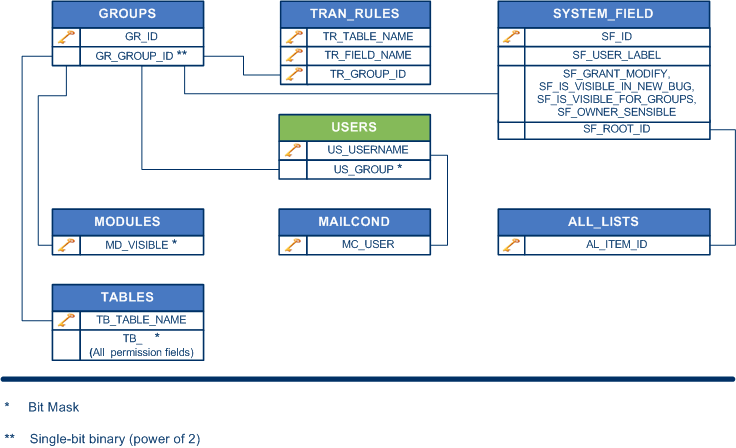 GROUPS
GR_ID
GR_GROUP_ID **
TRAN_RULES
TR_TABLE_NAME
TR_FIELD_NAME
TR_GROUP_ID
SYSTEM_FIELD
SF_ID
SF_USER_LABEL
SF_GRANT_MODIFY,
SF_IS_VISIBLE_IN_NEW_BUG,
SF_IS_VISIBLE_FOR_GROUPS,
SF_OWNER_SENSIBLE
SF_ROOT_ID
USERS
US_USERNAME
US_GROUP *
MODULES
MD_VISIBLE *
MAILCOND
MC_USER
ALL_LISTS
AL_ITEM_ID
TABLES
TB_TABLE_NAME
TB_ *
(All permission fields)
* Bit Mask
** Single-bit binary (power of 2)